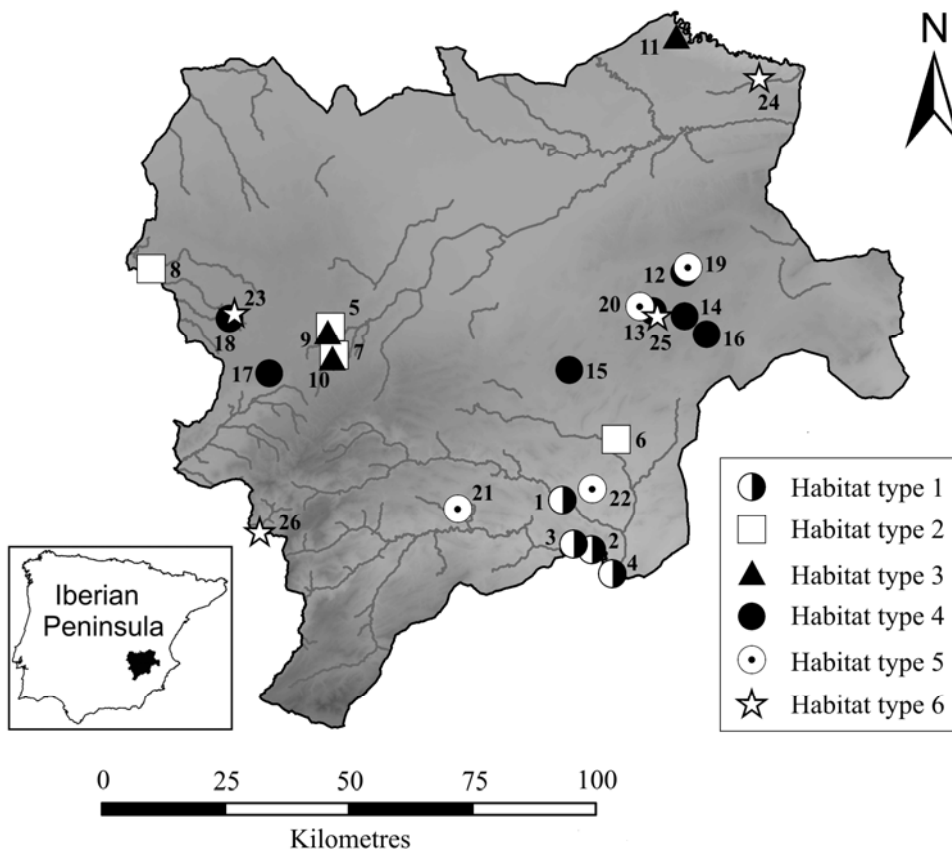 N
11
24
8
12
19
23
5
20
14
9
13
25
16
18
7
17
10
15
6
21
1
22
26
3
2
4
Iberian
Peninsula
Habitat type 1
Habitat type 2
Habitat type 3
Habitat type 4
Habitat type 5
Habitat type 6
0 25 50 75 100
Kilometres